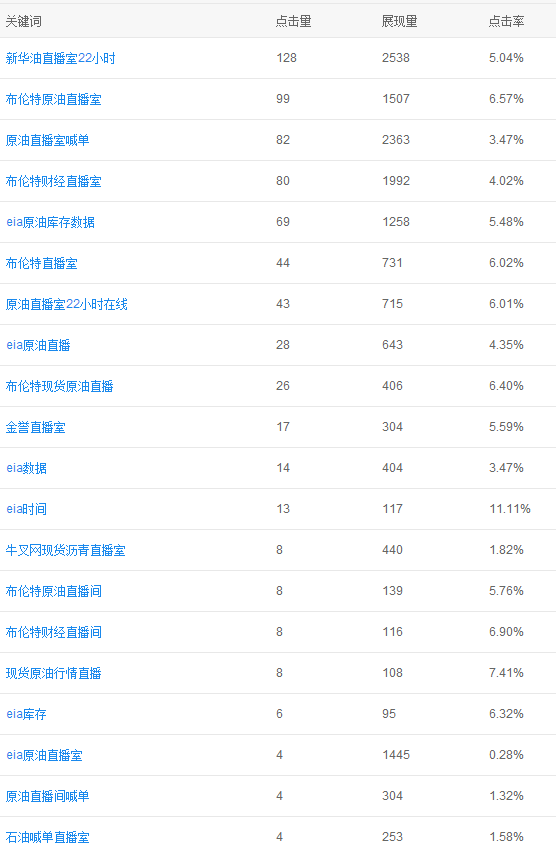 关键词 点击量 展现量 点击率
新华油直播室22小时 128 2538 5.04%
布伦特原油直播室 99 1507 6.57%
原油直播室喊单 82 2363 3.47%
布伦特财经直播室 80 1992 4.02%
eia原油库存数据 69 1258 5.48%
布伦特直播室 44 731 6.02%
原油直播室22小时在线 43 715 6.01%
eia原油直播 28 643 4.35%
布伦特现货原油直播 26 406 6.40%
金誉直播室 17 304 5.59%
eia数据 14 404 3.47%
eia时间 13 117 11.11%
牛叉网现货沥青直播室 8 440 1.82%
布伦特原油直播间 8 139 5.76%
布伦特财经直播间 8 116 6.90%
现货原油行情直播 8 108 7.41%
eia库存 6 95 6.32%
eia原油直播室 4 1445 0.28%
原油直播间喊单 4 304 1.32%
石油喊单直播室 4 253 1.58%